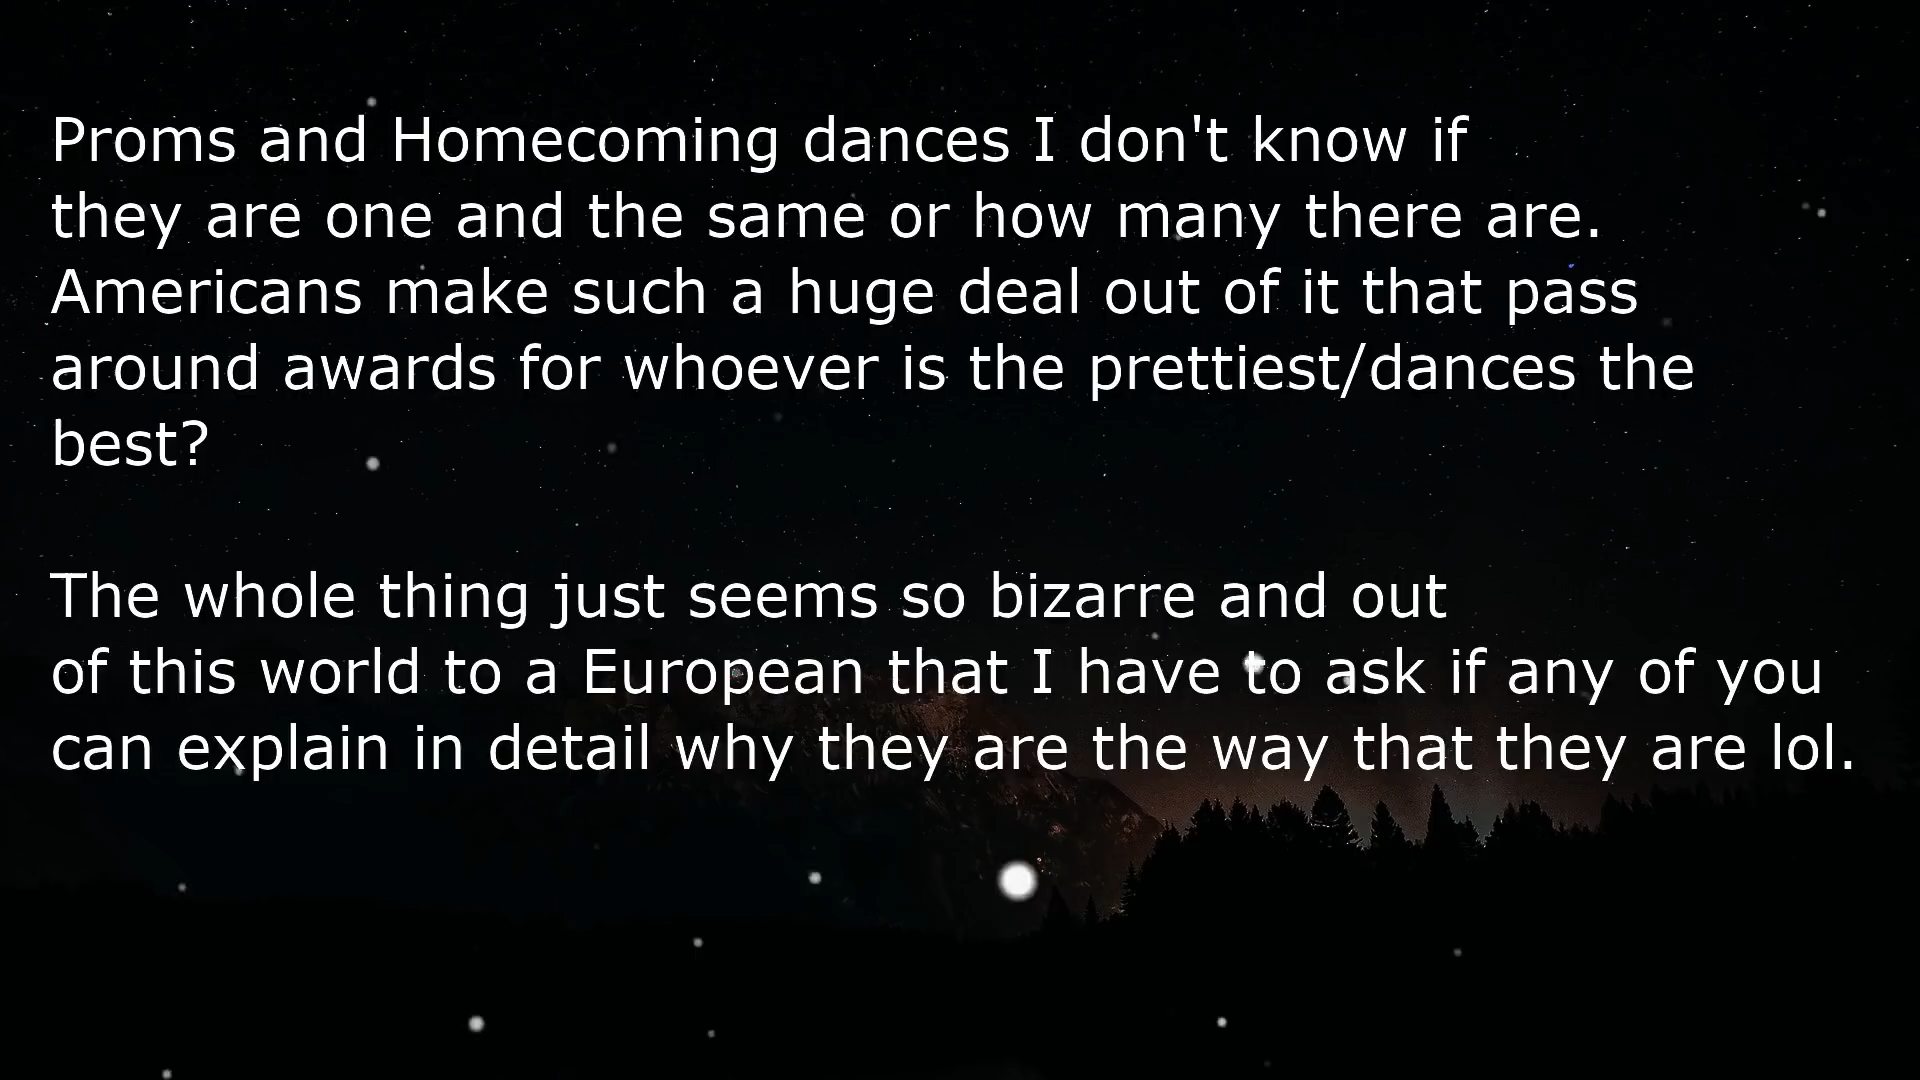 Proms and Homecoming dances I don't know if
they are one and the same or how many there are.
Americans make such a huge deal out of it that pass
around awards for whoever is the prettiest/dances the
best?
The whole thing just seems so bizarre and out
of this world to a European that I have to ask if any of you
can explain in detail why they are the way that they are lol.